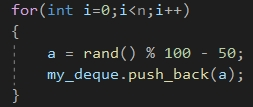 for(int i=0;i<n;i++)
{
    a = rand() % 100 - 50;
    my_deque.push_back(a);
}